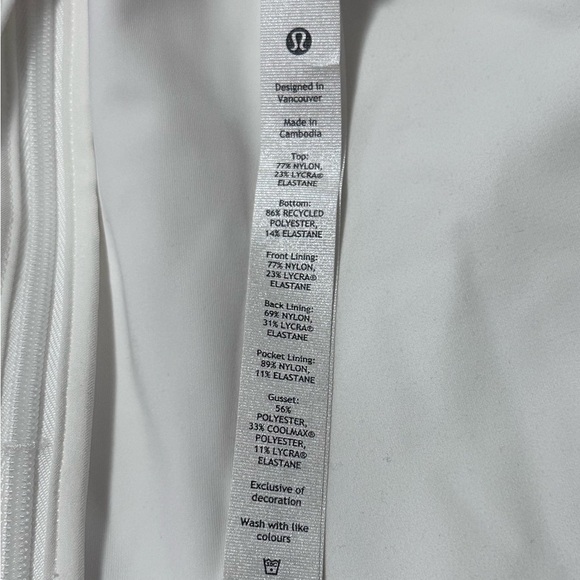 Designed in
Vancouver
Made in
Cambodia
Top:
77% NYLON,
23% LYCRA®
ELASTANE
Bottom:
86% RECYCLED
POLYESTER,
14% ELASTANE
Front Lining:
77% NYLON,
23% LYCRA®
ELASTANE
Back Lining:
69% NYLON,
31% LYCRA®
ELASTANE
Pocket Lining:
89% NYLON,
11% ELASTANE
Gusset:
56%
POLYESTER,
33% COOLMAX®
POLYESTER,
11% LYCRA®
ELASTANE
Exclusive of
decoration
Wash with like
colours